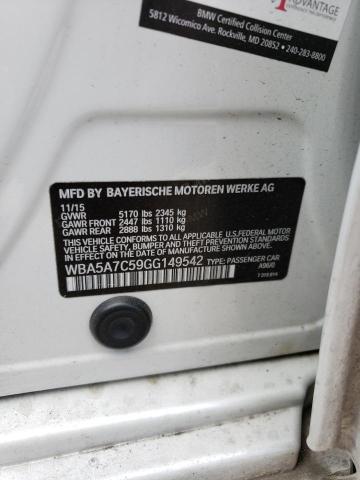 ADVANTAGE
BMW Certified Collision Center
5812 Wicomico Ave. Rockville, MD 20852 • 240-283-8800
MFD BY BAYERISCHE MOTOREN WERKE AG
11/15
GVWR 5170 lbs 2345 kg
GAWR FRONT 2447 lbs 1110 kg
GAWR REAR 2888 lbs 1310 kg
THIS VEHICLE CONFORMS TO ALL APPLICABLE U.S.FEDERAL MOTOR
VEHICLE SAFETY, BUMPER AND THEFT PREVENTION STANDARDS IN
EFFECT ON THE DATE OF MANUFACTURE SHOWN ABOVE.
WBA5A7C59GG149542 TYPE: PASSENGER CAR
A96/0